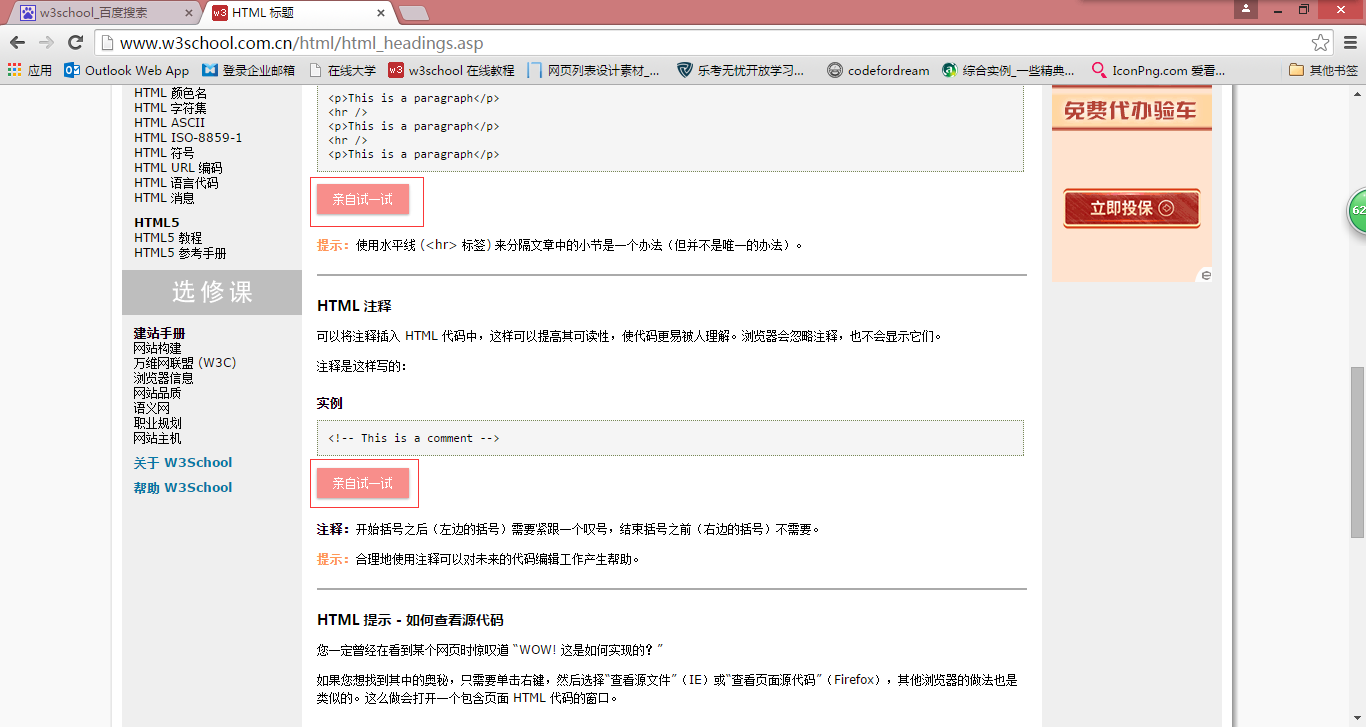 w3school_百度搜索
w3 HTML 标题
www.w3school.com.cn/html/html_headings.asp
应用 Outlook Web App 登录企业邮箱 在线大学 w3 w3school 在线教程 网页列表设计素材_... 乐考无忧开放学习... codefordream 综合实例_一些精典... IconPng.com 爱看... 其他书签
HTML 颜色名
HTML 字符集
HTML ASCII
HTML ISO-8859-1
HTML 符号
HTML URL 编码
HTML 语言代码
HTML 消息
HTML5
HTML5 教程
HTML5 参考手册
选修课
建站手册
网站构建
万维网联盟 (W3C)
浏览器信息
网站品质
语义网
职业规划
网站主机
关于 W3School
帮助 W3School
<p>This is a paragraph</p>
<hr />
<p>This is a paragraph</p>
<hr />
<p>This is a paragraph</p>
亲自试一试
提示：使用水平线 (<hr> 标签) 来分隔文章中的小节是一个办法（但并不是唯一的办法）。
HTML 注释
可以将注释插入 HTML 代码中，这样可以提高其可读性，使代码更易被人理解。浏览器会忽略注释，也不会显示它们。
注释是这样写的：
实例
<!-- This is a comment -->
亲自试一试
注释：开始括号之后（左边的括号）需要紧跟一个叹号，结束括号之前（右边的括号）不需要。
提示：合理地使用注释可以对未来的代码编辑工作产生帮助。
HTML 提示 - 如何查看源代码
您一定曾经在看到某个网页时惊叹道 “WOW! 这是如何实现的？”
如果您想找到其中的奥秘，只需要单击右键，然后选择“查看源文件”（IE）或“查看页面源代码”（Firefox），其他浏览器的做法也是
类似的。这么做会打开一个包含页面 HTML 代码的窗口。
免费代办验车
立即投保
62